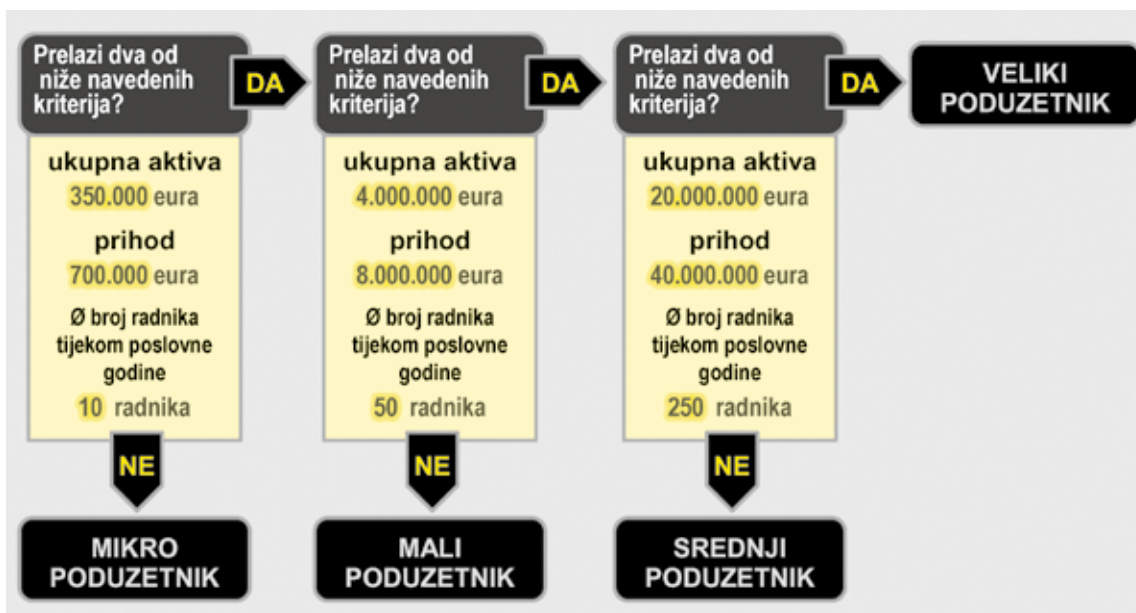 Prelazi dva od
niže navedenih
kriterija?
DA
ukupna aktiva
350.000 eura
prihod
700.000 eura
Ø broj radnika
tijekom poslovne
godine
10 radnika
NE
MIKRO
PODUZETNIK
Prelazi dva od
niže navedenih
kriterija?
DA
ukupna aktiva
4.000.000 eura
prihod
8.000.000 eura
Ø broj radnika
tijekom poslovne
godine
50 radnika
NE
MALI
PODUZETNIK
Prelazi dva od
niže navedenih
kriterija?
DA
ukupna aktiva
20.000.000 eura
prihod
40.000.000 eura
Ø broj radnika
tijekom poslovne
godine
250 radnika
NE
SREDNJI
PODUZETNIK
VELIKI
PODUZETNIK